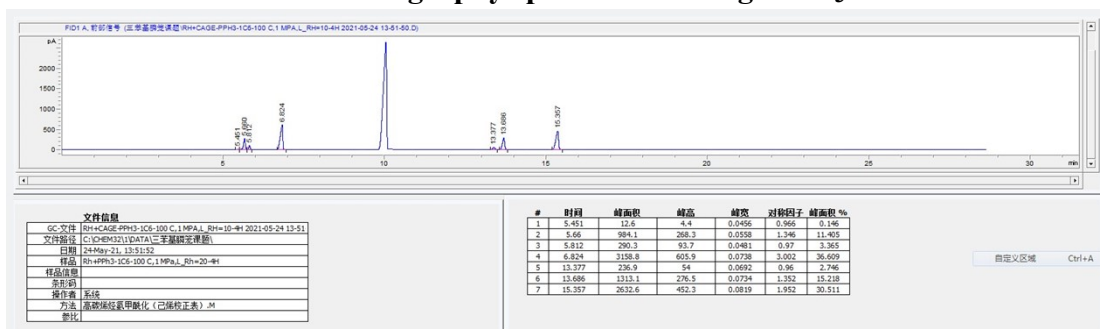 FID1 A, 前部信号 (三苯基膦笼课题\RH+CAGE-PPH3-1C6-100 C,1 MPA,L_RH=10-4H 2021-05-24 13-51-50.D)
pA
2000
1500
1000
500
0
5.451
5.660
5.812
6.824
13.377
13.686
15.357
5
10
15
20
25
30
min
文件信息
GC-文件 RH+CAGE-PPH3-1C6-100 C,1 MPA,L_RH=10-4H 2021-05-24 13-51
文件路径 C:\CHEM32\1\DATA\三苯基膦笼课题\
日期 24-May-21, 13:51:52
样品 Rh+PPh3-1C6-100 C,1 MPa,L_Rh=20-4H
样品信息
条形码
操作者 系统
方法 高碳烯烃氢甲酰化(己烯校正表).M
参比
# 时间 峰面积 峰高 峰宽 对称因子 峰面积 %
1 5.451 12.6 4.4 0.0456 0.966 0.146
2 5.66 984.1 268.3 0.0558 1.346 11.405
3 5.812 290.3 93.7 0.0481 0.97 3.365
4 6.824 3158.8 605.9 0.0738 3.002 36.609
5 13.377 236.9 54 0.0692 0.96 2.746
6 13.686 1313.1 276.5 0.0734 1.352 15.218
7 15.357 2632.6 452.3 0.0819 1.952 30.511
自定义区域 Ctrl+A